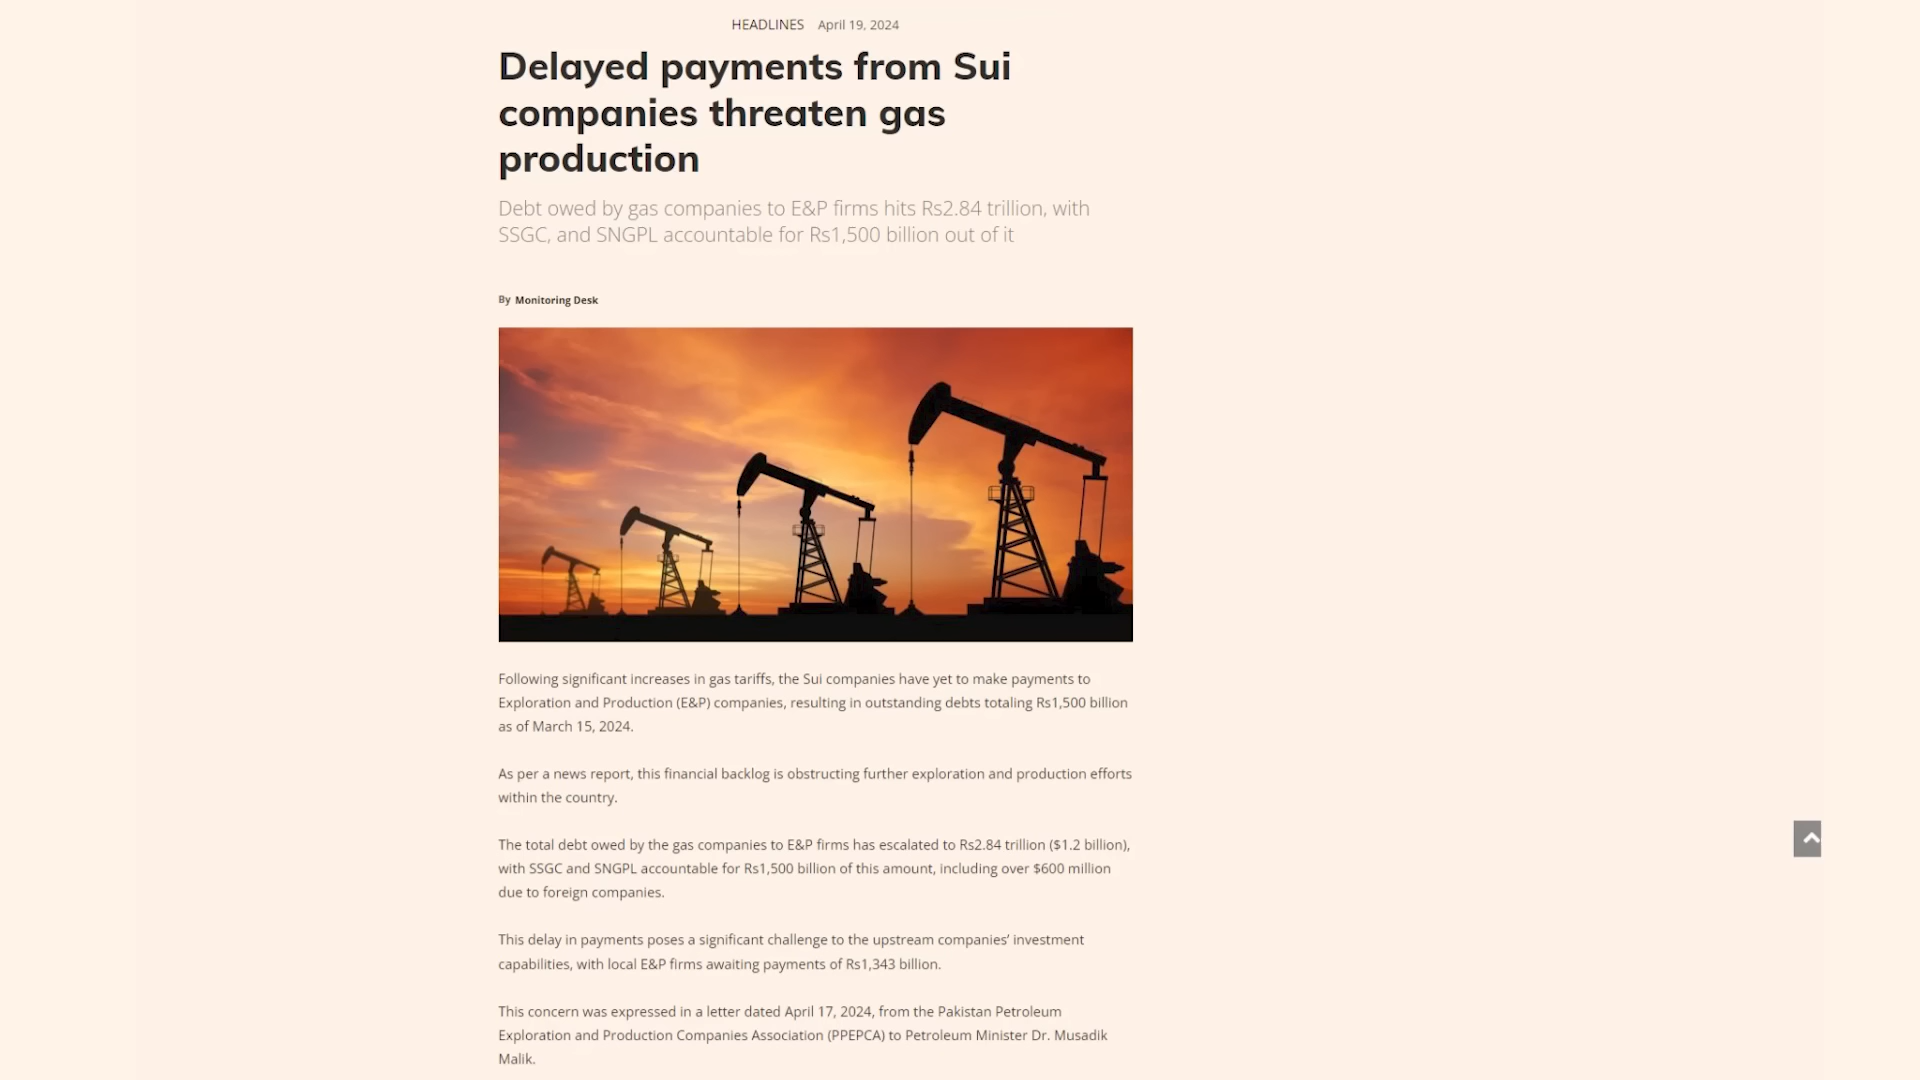 HEADLINES April 19, 2024
Delayed payments from Sui
companies threaten gas
production
Debt owed by gas companies to E&P firms hits Rs2.84 trillion, with
SSGC, and SNGPL accountable for Rs1,500 billion out of it
By Monitoring Desk
Following significant increases in gas tariffs, the Sui companies have yet to make payments to
Exploration and Production (E&P) companies, resulting in outstanding debts totaling Rs1,500 billion
as of March 15, 2024.
As per a news report, this financial backlog is obstructing further exploration and production efforts
within the country.
The total debt owed by the gas companies to E&P firms has escalated to Rs2.84 trillion ($1.2 billion),
with SSGC and SNGPL accountable for Rs1,500 billion of this amount, including over $600 million
due to foreign companies.
This delay in payments poses a significant challenge to the upstream companies’ investment
capabilities, with local E&P firms awaiting payments of Rs1,343 billion.
This concern was expressed in a letter dated April 17, 2024, from the Pakistan Petroleum
Exploration and Production Companies Association (PPEPCA) to Petroleum Minister Dr. Musadik
Malik.